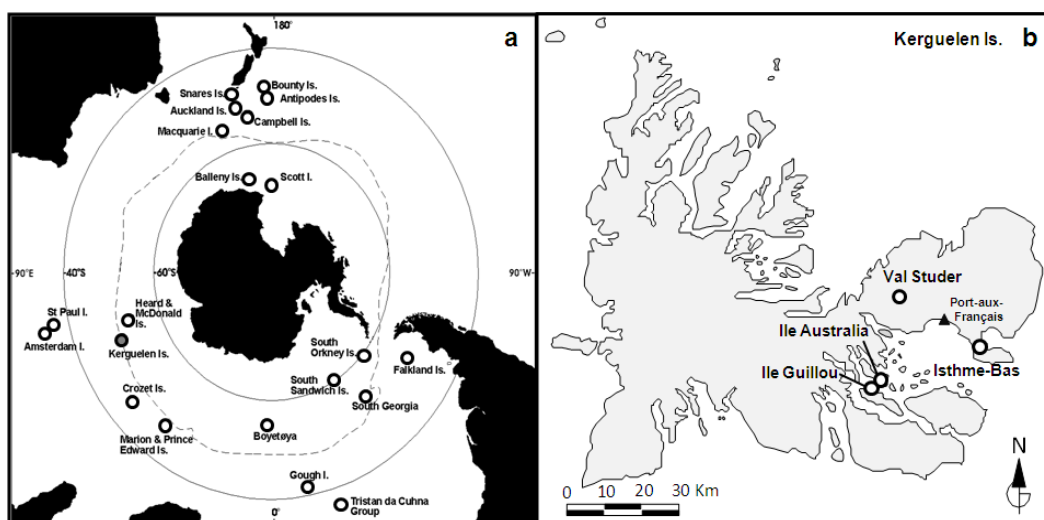 180°
a
Snares Is.
Bounty Is.
Antipodes Is.
Auckland Is.
Campbell Is.
Macquarie I.
Balleny Is.
Scott I.
90°E
40°S
60°S
90°W
St Paul I.
Amsterdam I.
Heard &
McDonald
Is.
Kerguelen Is.
South
Orkney Is.
Falkland Is.
South
Sandwich Is.
South Georgia
Crozet Is.
Marion & Prince
Edward Is.
Boyetøya
Gough I.
Tristan da Cuhna
Group
0°
Kerguelen Is.
b
Val Studer
Port-aux-
Français
Ile Australia
Ile Guillou
Isthme-Bas
N
0 10 20 30 Km